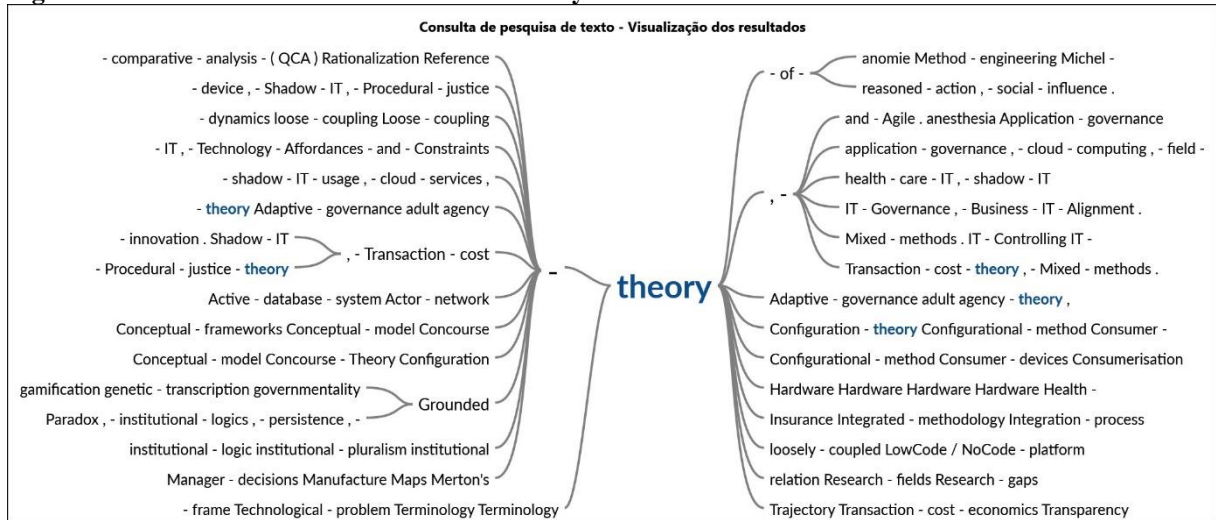 Consulta de pesquisa de texto - Visualização dos resultados
- comparative - analysis - ( QCA ) Rationalization Reference
- device , - Shadow - IT , - Procedural - justice
- dynamics loose - coupling Loose - coupling
- IT , - Technology - Affordances - and - Constraints
- shadow - IT - usage , - cloud - services ,
- theory Adaptive - governance adult agency
- innovation . Shadow - IT
- Procedural - justice - theory
, - Transaction - cost
Active - database - system Actor - network
Conceptual - frameworks Conceptual - model Concourse
Conceptual - model Concourse - Theory Configuration
gamification genetic - transcription governmentality
Paradox , - institutional - logics , - persistence , -
Grounded
institutional - logic institutional - pluralism institutional
Manager - decisions Manufacture Maps Merton's
- frame Technological - problem Terminology Terminology
-
theory
- of -
anomie Method - engineering Michel -
reasoned - action , - social - influence .
, -
and - Agile . anesthesia Application - governance
application - governance , - cloud - computing , - field -
health - care - IT , - shadow - IT
IT - Governance , - Business - IT - Alignment .
Mixed - methods . IT - Controlling IT -
Transaction - cost - theory , - Mixed - methods .
Adaptive - governance adult agency - theory ,
Configuration - theory Configurational - method Consumer -
Configurational - method Consumer - devices Consumerisation
Hardware Hardware Hardware Hardware Health -
Insurance Integrated - methodology Integration - process
loosely - coupled LowCode / NoCode - platform
relation Research - fields Research - gaps
Trajectory Transaction - cost - economics Transparency